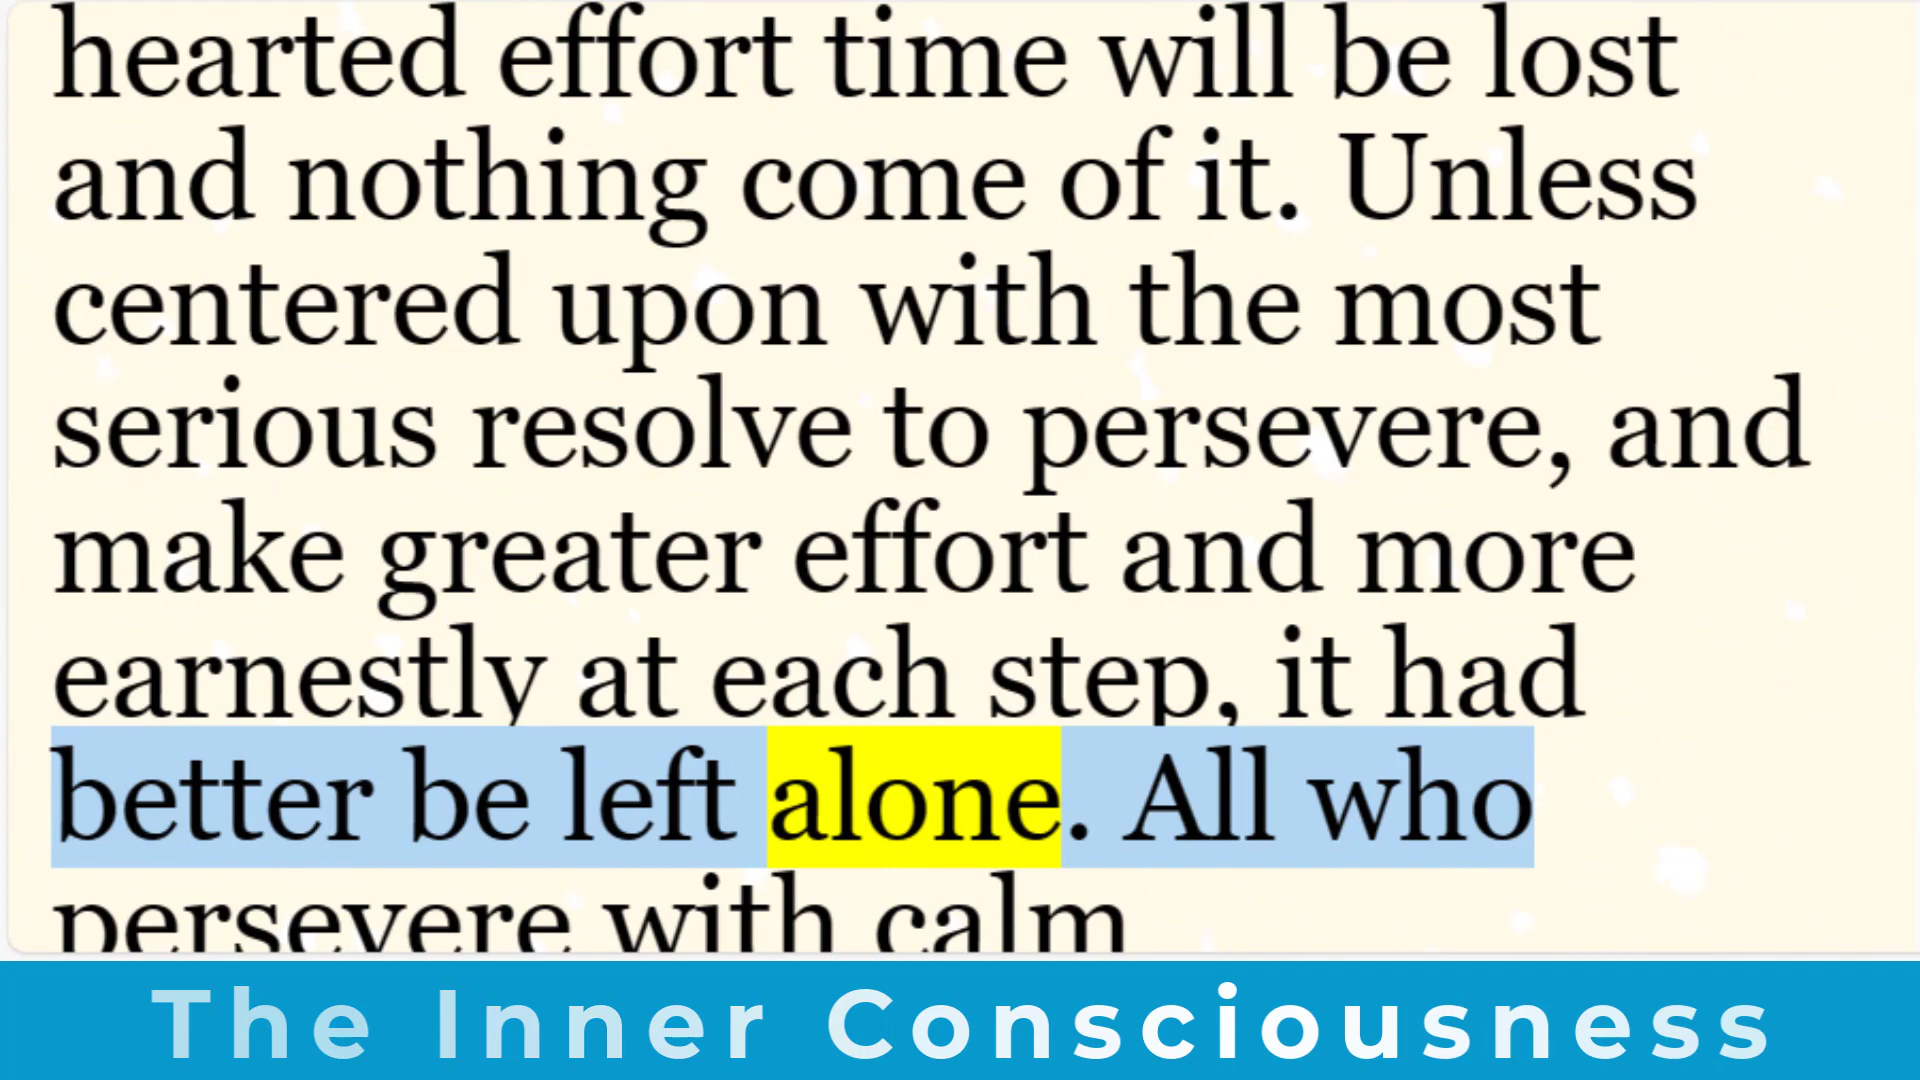 hearted effort time will be lost
and nothing come of it. Unless
centered upon with the most
serious resolve to persevere, and
make greater effort and more
earnestly at each step, it had
better be left alone. All who
persevere with calm
The Inner Consciousness